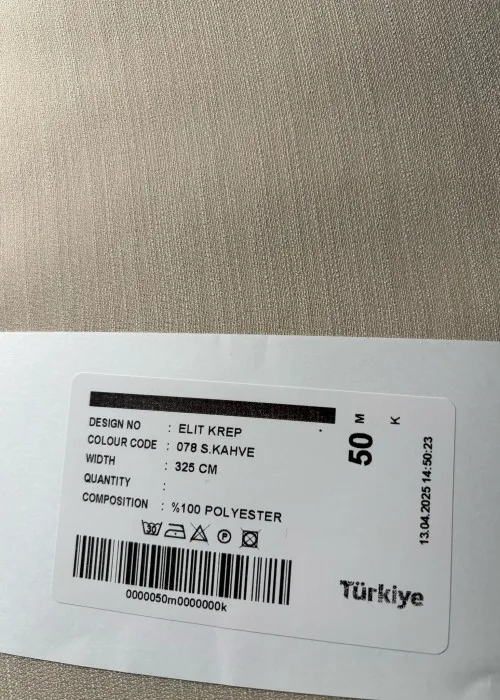 DESIGN NO : ELIT KREP
COLOUR CODE : 078 S.KAHVE
WIDTH : 325 CM
QUANTITY :
COMPOSITION : %100 POLYESTER
30
P
0000050m0000000k
50 M
K
13.04.2025 14:50:23
Türkiye